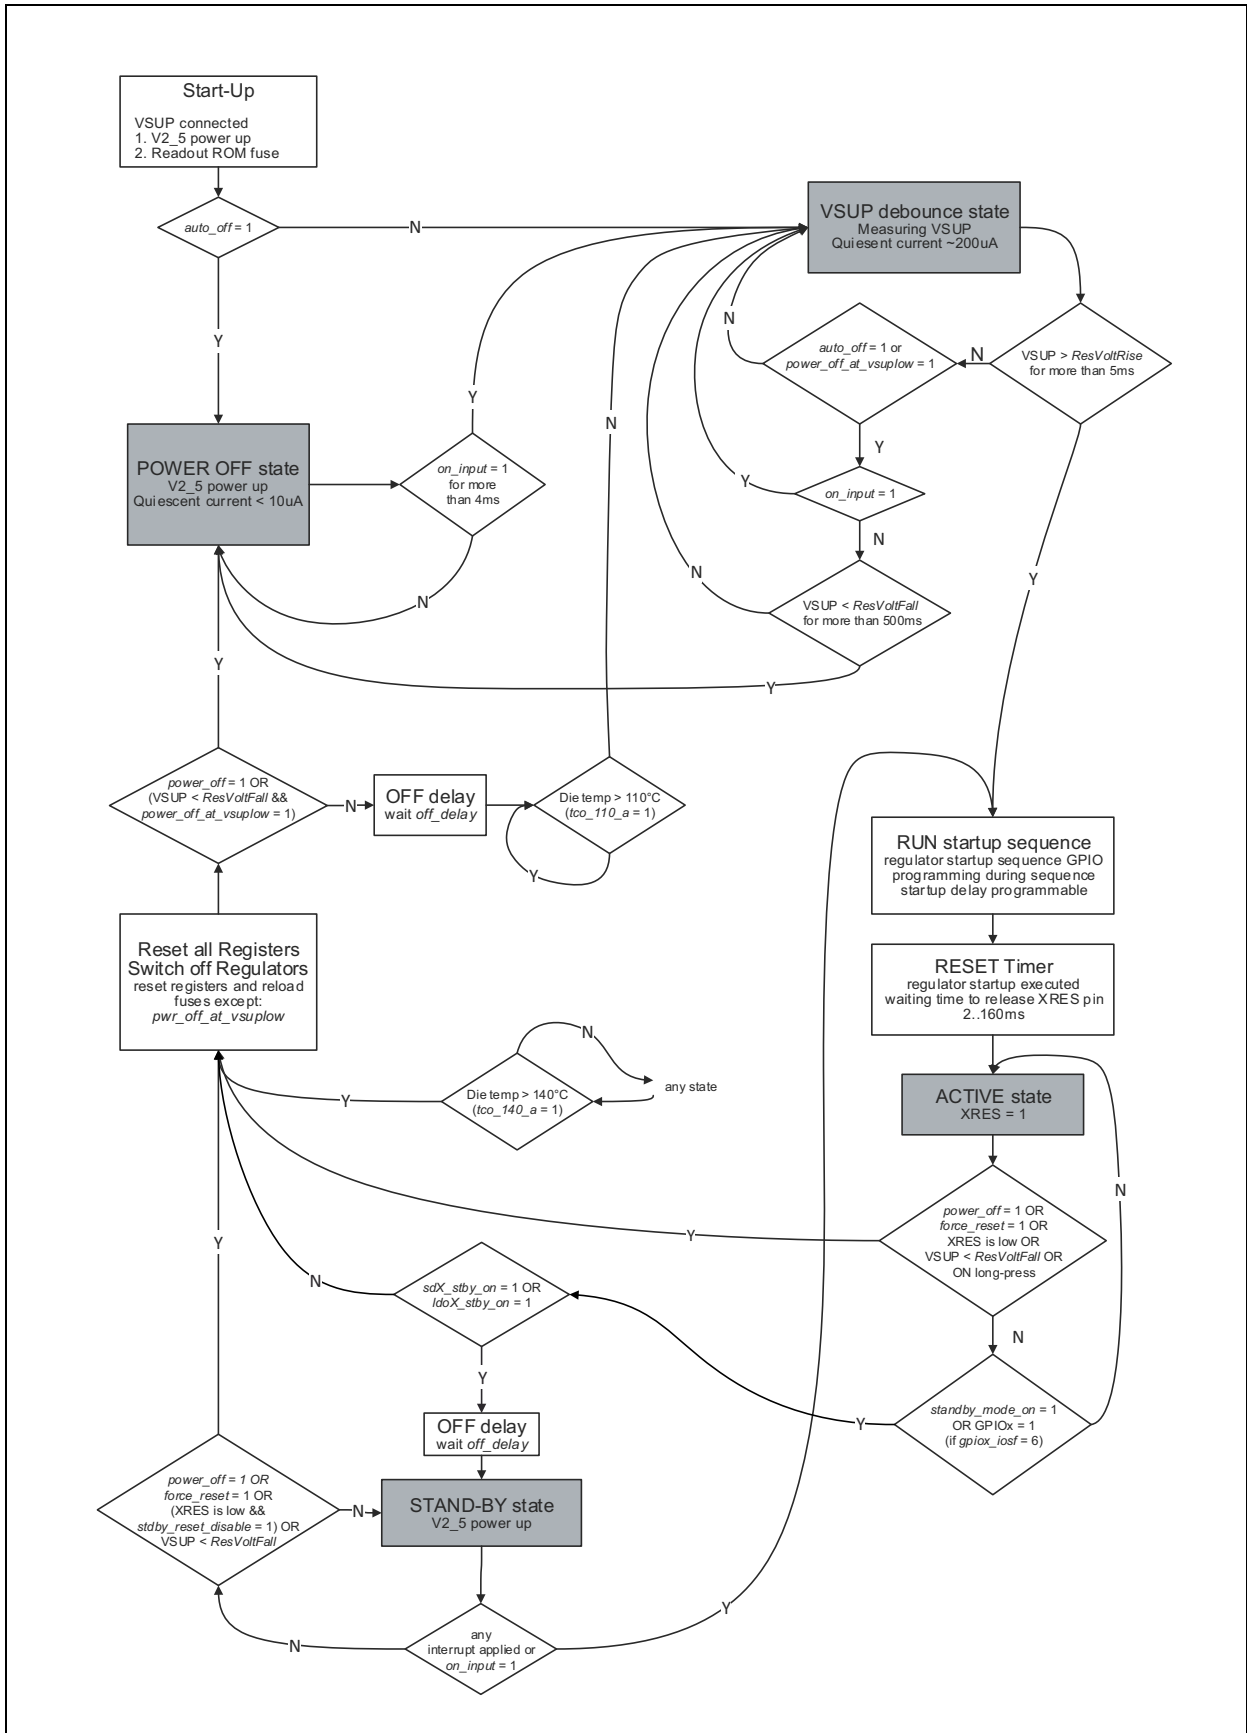 Start-Up
VSUP connected
1. V2_5 power up
2. Readout ROM fuse
auto_off = 1
N
Y
VSUP debounce state
Measuring VSUP
Quiesent current ~200uA
N
auto_off = 1 or
power_off_at_vsuplow = 1
N
VSUP > ResVoltRise
for more than 5ms
Y
Y
on_input = 1
N
Y
N
VSUP < ResVoltFall
for more than 500ms
Y
Y
POWER OFF state
V2_5 power up
Quiescent current < 10uA
Y
on_input = 1
for more
than 4ms
N
N
Y
power_off = 1 OR
(VSUP < ResVoltFall &&
power_off_at_vsuplow = 1)
N
OFF delay
wait off_delay
Die temp > 110°C
(tco_110_a = 1)
Y
RUN startup sequence
regulator startup sequence GPIO
programming during sequence
startup delay programmable
Reset all Registers
Switch off Regulators
reset registers and reload
fuses except:
pwr_off_at_vsuplow
RESET Timer
regulator startup executed
waiting time to release XRES pin
2..160ms
N
any state
Die temp > 140°C
(tco_140_a = 1)
Y
ACTIVE state
XRES = 1
N
power_off = 1 OR
force_reset = 1 OR
XRES is low OR
VSUP < ResVoltFall OR
ON long-press
Y
N
Y
N
sdX_stby_on = 1 OR
ldoX_stby_on = 1
Y
standby_mode_on = 1
OR GPIOx = 1
(if gpiox_iosf = 6)
Y
OFF delay
wait off_delay
power_off = 1 OR
force_reset = 1 OR
(XRES is low &&
stdby_reset_disable = 1) OR
VSUP < ResVoltFall
N
STAND-BY state
V2_5 power up
Y
N
any
interrupt applied or
on_input = 1